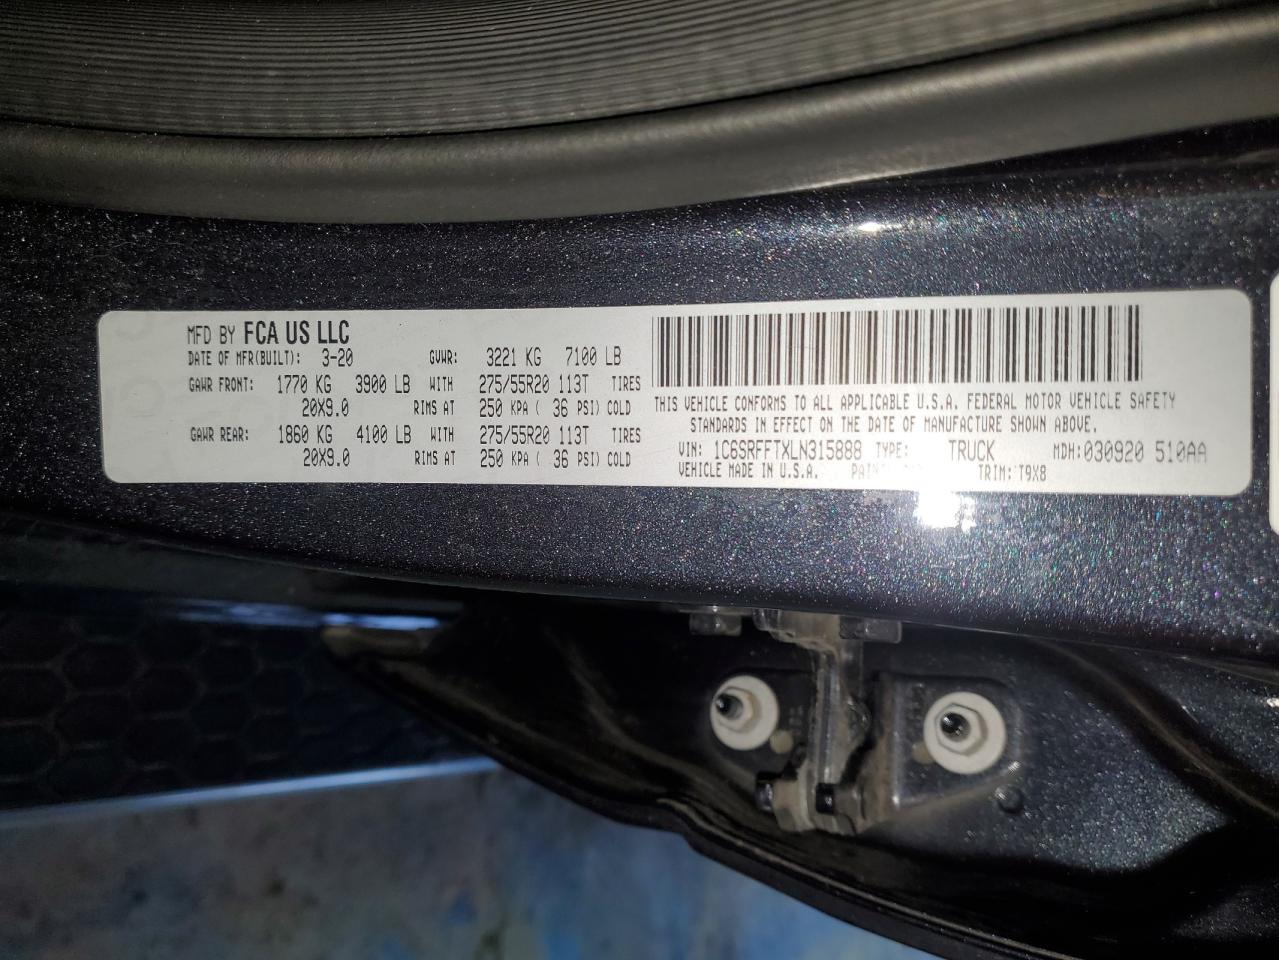 MFD BY FCA US LLC
DATE OF MFR(BUILT): 3-20 GVWR: 3221 KG 7100 LB
GAWR FRONT: 1770 KG 3900 LB WITH 275/55R20 113T TIRES
20X9.0 RIMS AT 250 KPA ( 36 PSI) COLD
GAWR REAR: 1860 KG 4100 LB WITH 275/55R20 113T TIRES
20X9.0 RIMS AT 250 KPA ( 36 PSI) COLD
THIS VEHICLE CONFORMS TO ALL APPLICABLE U.S.A. FEDERAL MOTOR VEHICLE SAFETY
STANDARDS IN EFFECT ON THE DATE OF MANUFACTURE SHOWN ABOVE.
VIN: 1C6SRFFTXLN315888 TYPE: TRUCK MDH:030920 510AA
VEHICLE MADE IN U.S.A. TRIM: T9X8